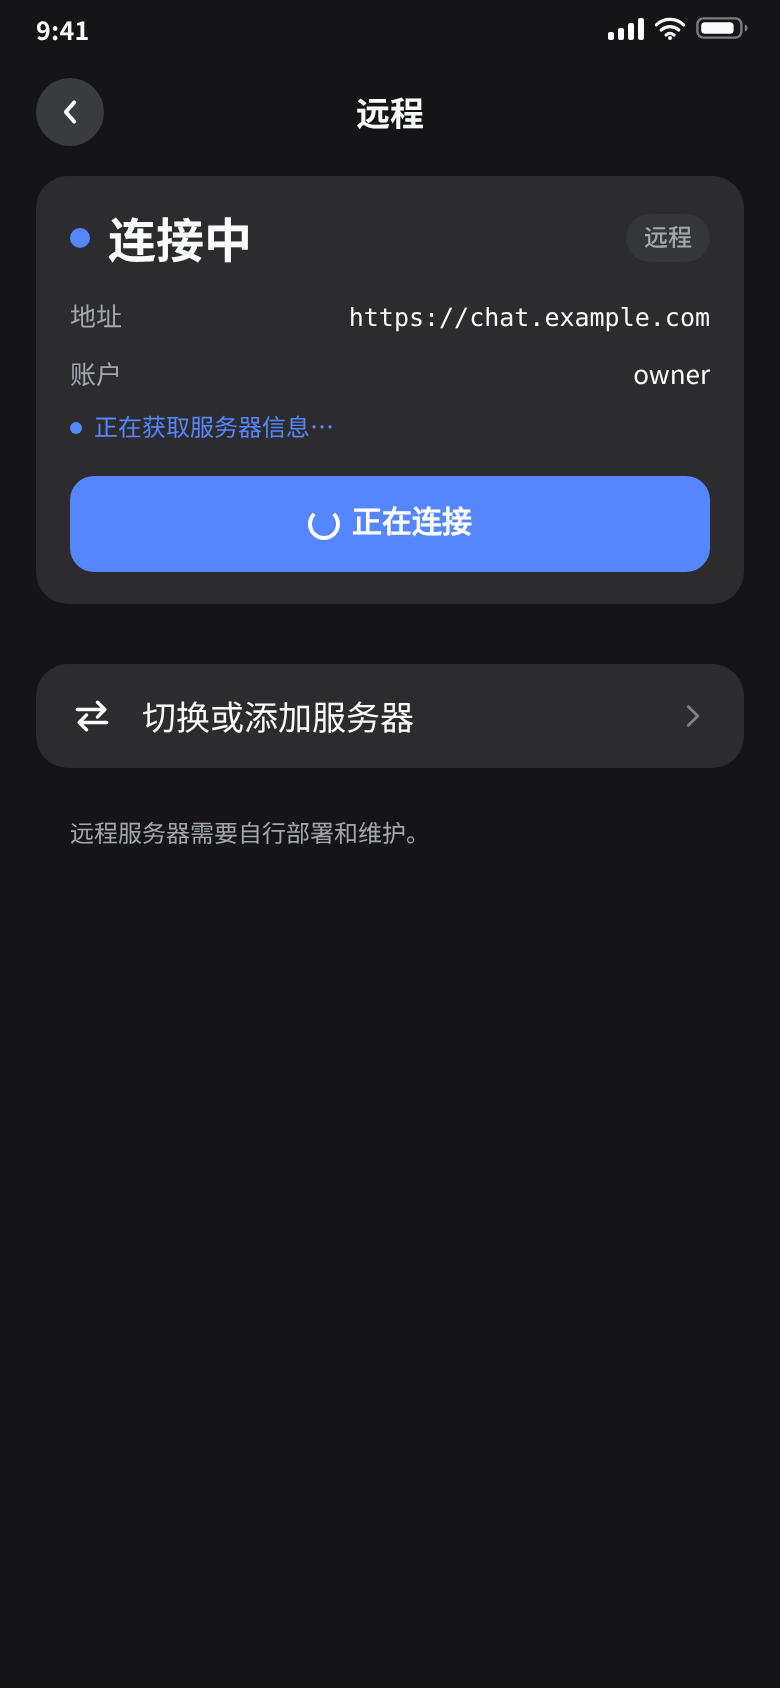 9:41
远程
连接中
远程
地址
https://chat.example.com
账户
owner
正在获取服务器信息…
正在连接
切换或添加服务器
远程服务器需要自行部署和维护。